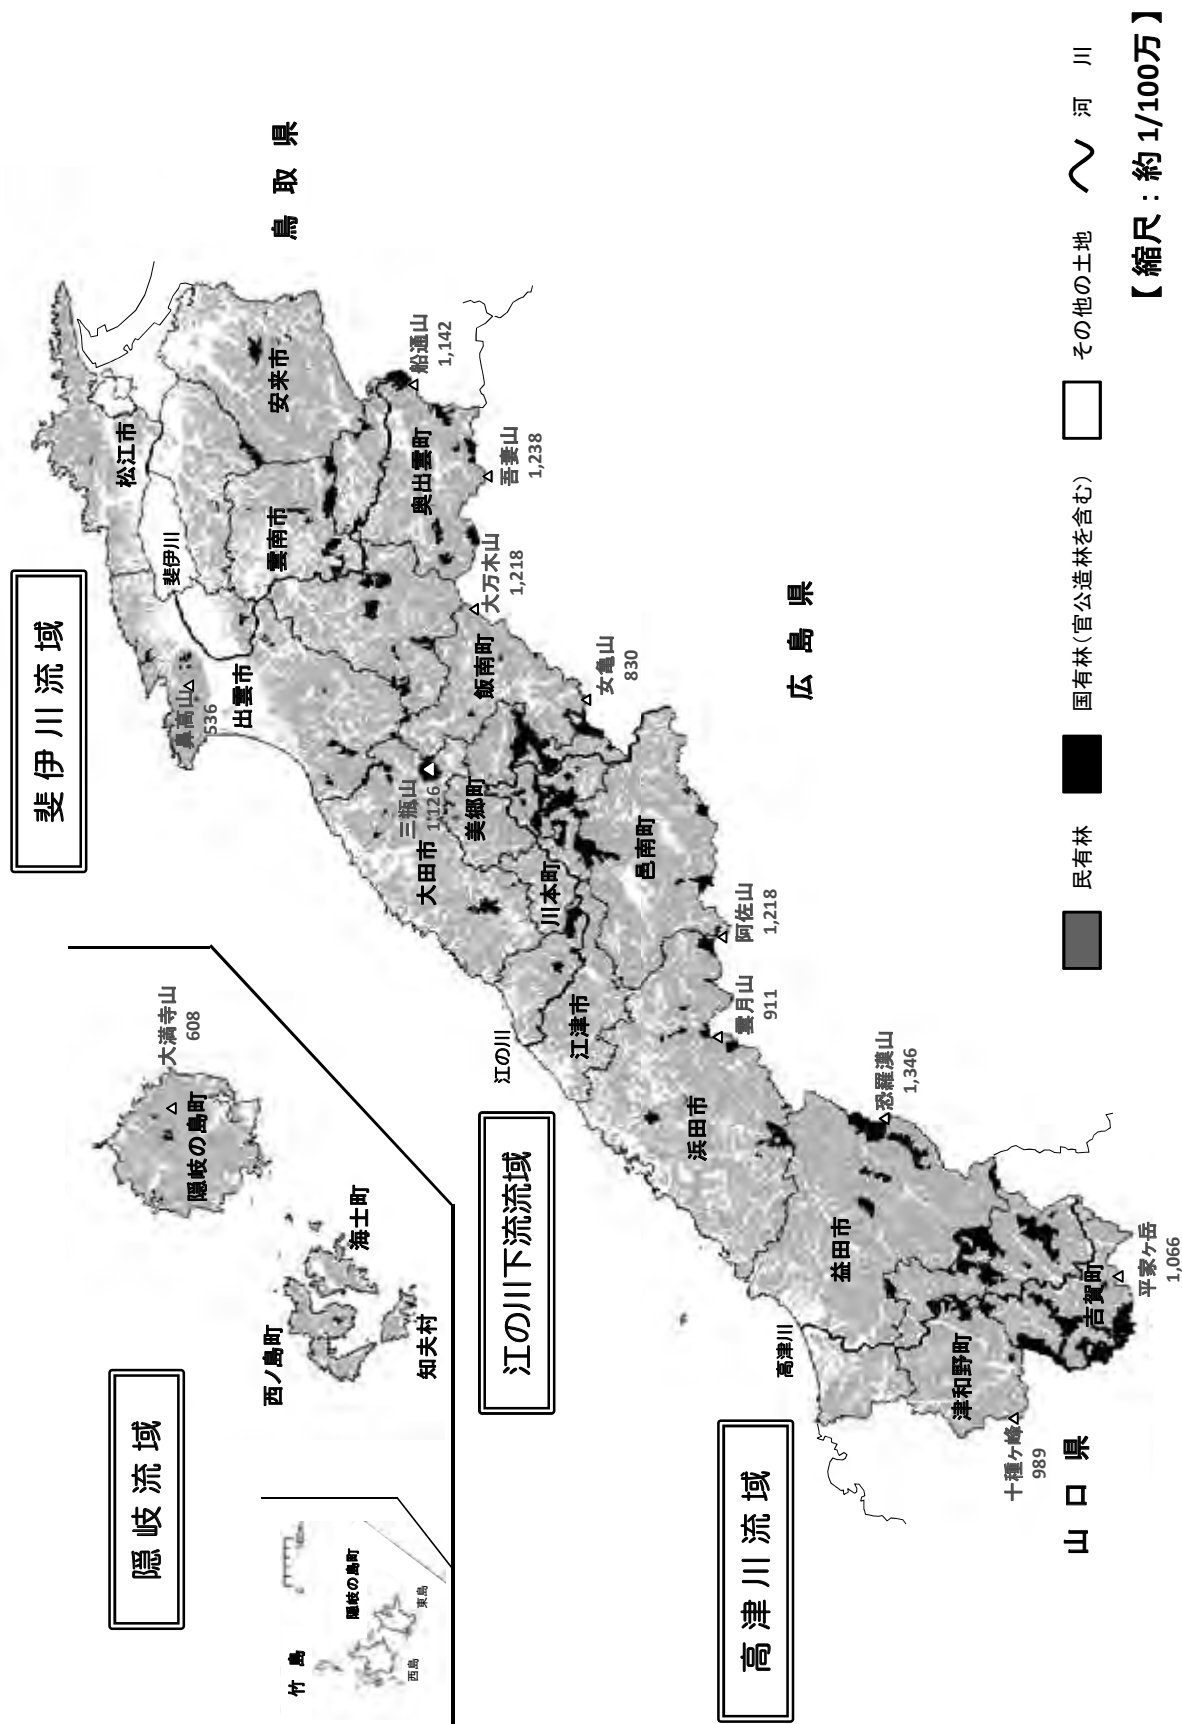 斐伊川流域
隠岐流域
江の川下流流域
高津川流域
鳥取県
広島県
山口県
松江市
安来市
斐伊川
雲南市
奥出雲町
船通山
1,142
吾妻山
1,238
大万木山
1,218
鼻高山
536
出雲市
飯南町
女亀山
830
三瓶山
1,126
美郷町
大田市
川本町
邑南町
阿佐山
1,218
雲月山
911
江の川
江津市
浜田市
恐羅漢山
1,346
益田市
高津川
津和野町
吉賀町
平家ヶ岳
1,066
十種ヶ峰
989
大満寺山
608
隠岐の島町
海士町
西ノ島町
知夫村
竹島
隠岐の島町
東島
西島
民有林
国有林(官公造林を含む)
その他の土地
河川
【縮尺：約1/100万】